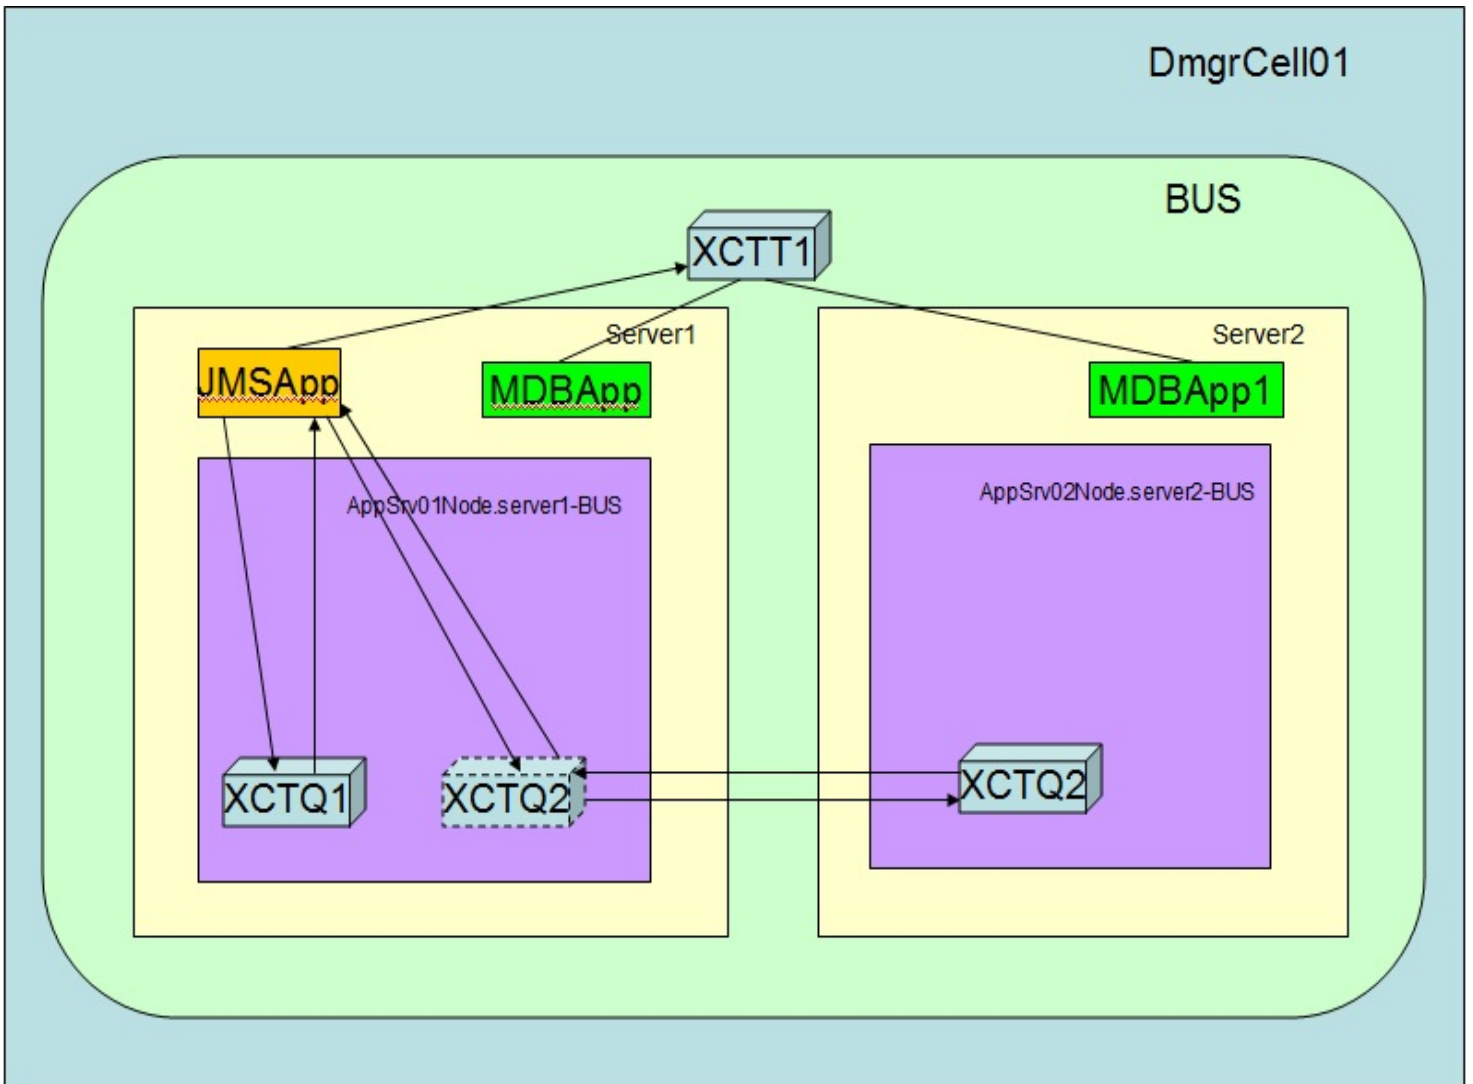 DmgrCell01
BUS
XCTT1
Server1
Server2
JMSApp
MDBApp
MDBApp1
AppSrv01Node.server1-BUS
AppSrv02Node.server2-BUS
XCTQ1
XCTQ2
XCTQ2